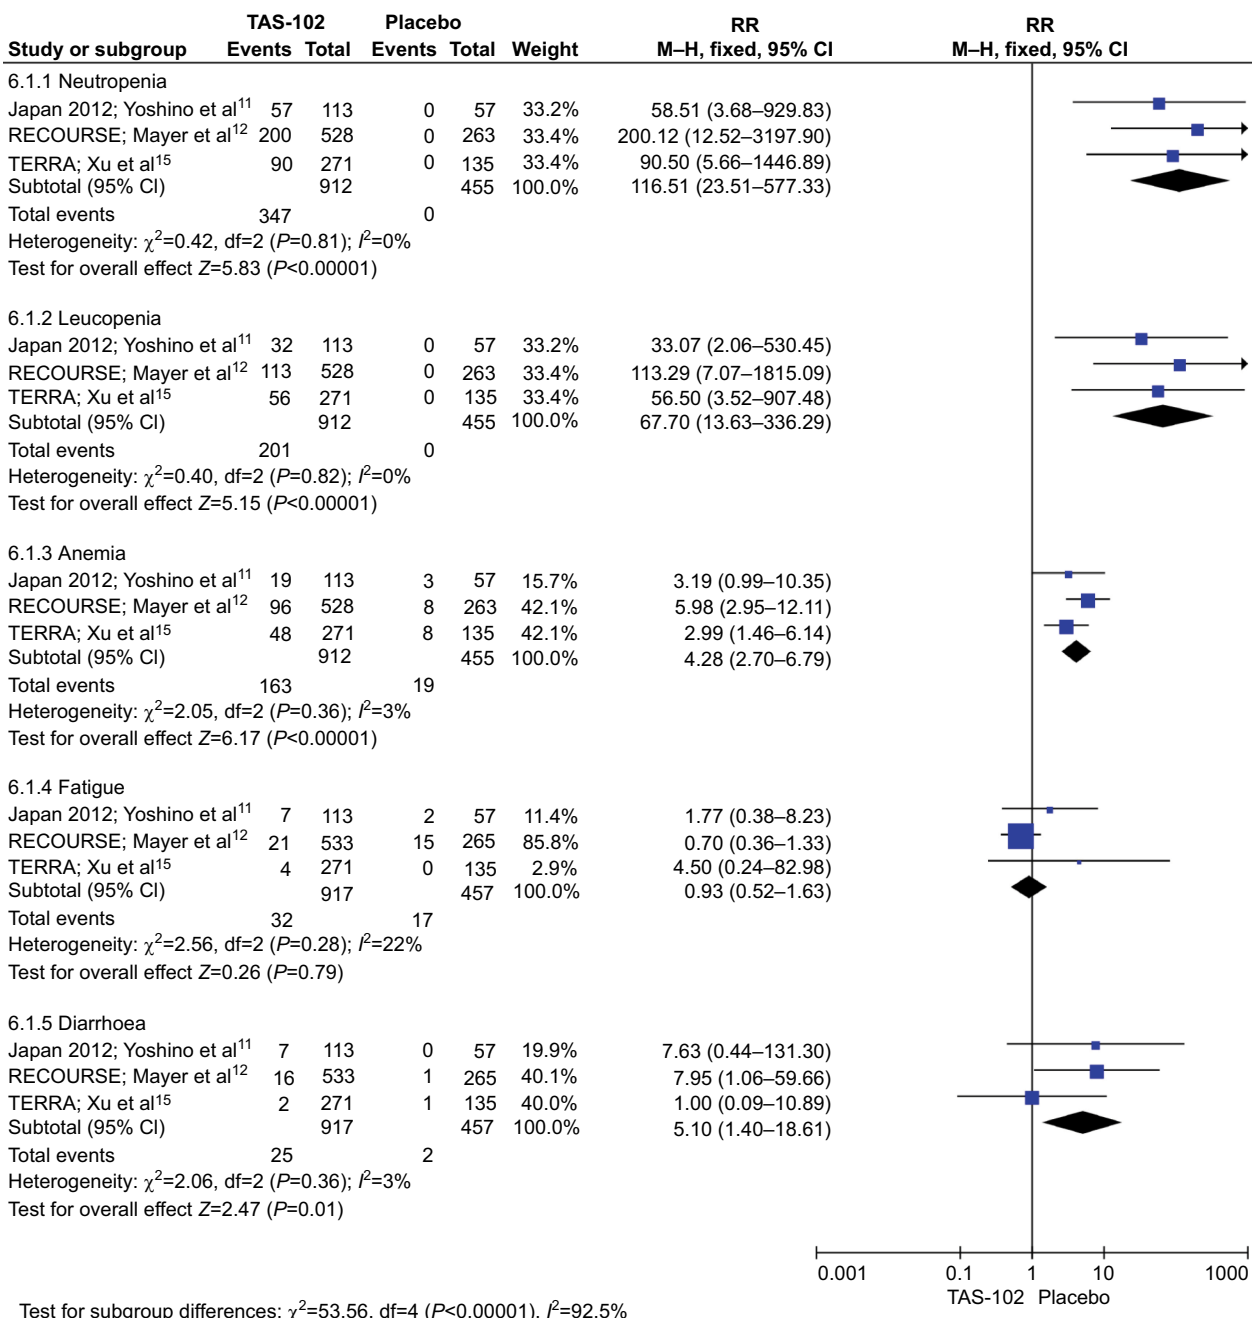 TAS-102 Placebo RR RR
Study or subgroup Events Total Events Total Weight M–H, fixed, 95% CI M–H, fixed, 95% CI
6.1.1 Neutropenia
Japan 2012; Yoshino et al11 57 113 0 57 33.2% 58.51 (3.68–929.83)
RECOURSE; Mayer et al12 200 528 0 263 33.4% 200.12 (12.52–3197.90)
TERRA; Xu et al15 90 271 0 135 33.4% 90.50 (5.66–1446.89)
Subtotal (95% CI) 912 455 100.0% 116.51 (23.51–577.33)
Total events 347 0
Heterogeneity: χ2=0.42, df=2 (P=0.81); I2=0%
Test for overall effect Z=5.83 (P<0.00001)
6.1.2 Leucopenia
Japan 2012; Yoshino et al11 32 113 0 57 33.2% 33.07 (2.06–530.45)
RECOURSE; Mayer et al12 113 528 0 263 33.4% 113.29 (7.07–1815.09)
TERRA; Xu et al15 56 271 0 135 33.4% 56.50 (3.52–907.48)
Subtotal (95% CI) 912 455 100.0% 67.70 (13.63–336.29)
Total events 201 0
Heterogeneity: χ2=0.40, df=2 (P=0.82); I2=0%
Test for overall effect Z=5.15 (P<0.00001)
6.1.3 Anemia
Japan 2012; Yoshino et al11 19 113 3 57 15.7% 3.19 (0.99–10.35)
RECOURSE; Mayer et al12 96 528 8 263 42.1% 5.98 (2.95–12.11)
TERRA; Xu et al15 48 271 8 135 42.1% 2.99 (1.46–6.14)
Subtotal (95% CI) 912 455 100.0% 4.28 (2.70–6.79)
Total events 163 19
Heterogeneity: χ2=2.05, df=2 (P=0.36); I2=3%
Test for overall effect Z=6.17 (P<0.00001)
6.1.4 Fatigue
Japan 2012; Yoshino et al11 7 113 2 57 11.4% 1.77 (0.38–8.23)
RECOURSE; Mayer et al12 21 533 15 265 85.8% 0.70 (0.36–1.33)
TERRA; Xu et al15 4 271 0 135 2.9% 4.50 (0.24–82.98)
Subtotal (95% CI) 917 457 100.0% 0.93 (0.52–1.63)
Total events 32 17
Heterogeneity: χ2=2.56, df=2 (P=0.28); I2=22%
Test for overall effect Z=0.26 (P=0.79)
6.1.5 Diarrhoea
Japan 2012; Yoshino et al11 7 113 0 57 19.9% 7.63 (0.44–131.30)
RECOURSE; Mayer et al12 16 533 1 265 40.1% 7.95 (1.06–59.66)
TERRA; Xu et al15 2 271 1 135 40.0% 1.00 (0.09–10.89)
Subtotal (95% CI) 917 457 100.0% 5.10 (1.40–18.61)
Total events 25 2
Heterogeneity: χ2=2.06, df=2 (P=0.36); I2=3%
Test for overall effect Z=2.47 (P=0.01)
0.001 0.1 1 10 1000
TAS-102 Placebo
Test for subgroup differences: χ2=53.56, df=4 (P<0.00001), I2=92.5%